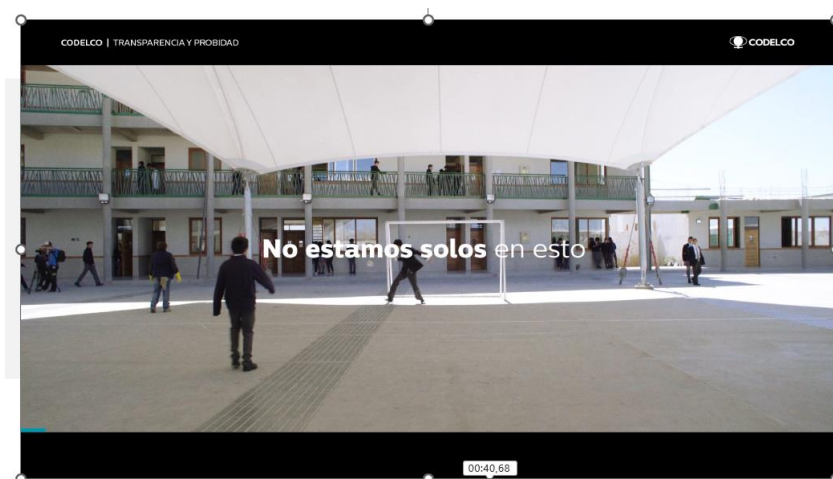 CODELCO | TRANSPARENCIA Y PROBIDAD
CODELCO
No estamos solos en esto
00:40,68